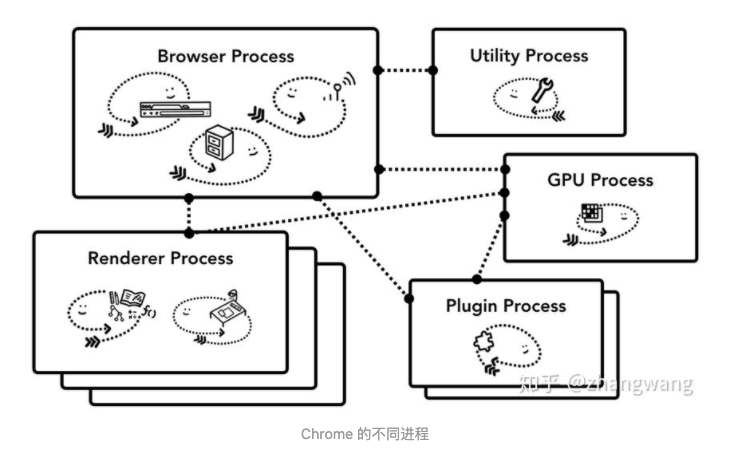 Browser Process
Utility Process
GPU Process
Renderer Process
Plugin Process
知乎 @zhangwang
Chrome 的不同进程